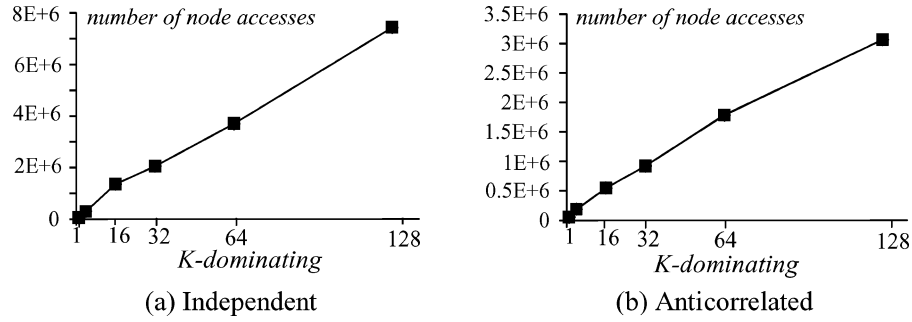 number of node accesses
8E+6
6E+6
4E+6
2E+6
0
1 16 32 64 128
K-dominating
(a) Independent
number of node accesses
3.5E+6
3E+6
2.5E+6
2E+6
1.5E+6
1E+6
0.5E+6
0
1 16 32 64 128
K-dominating
(b) Anticorrelated